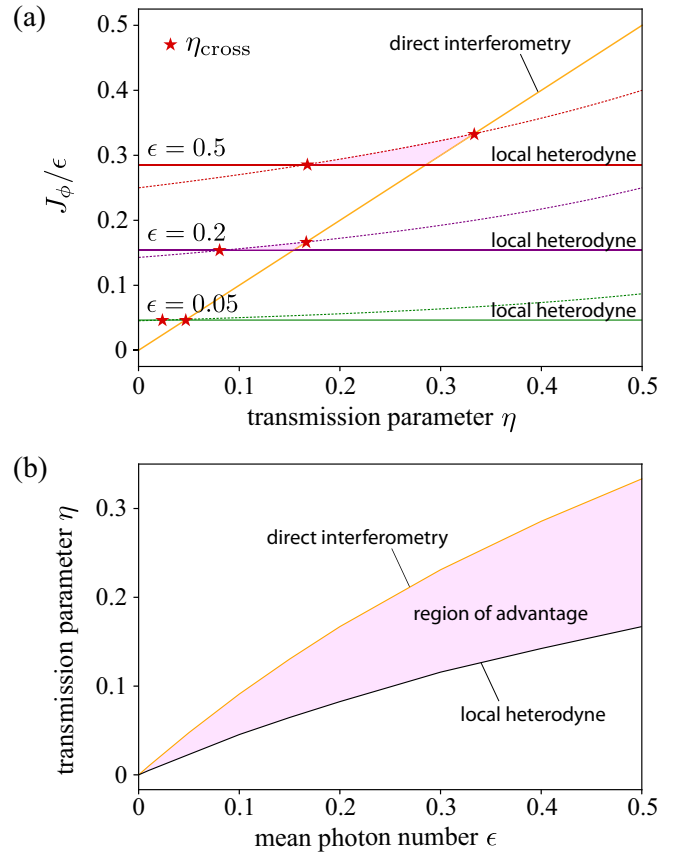 (a)
0.5
0.4
0.3
0.2
0.1
0
J_ϕ/ϵ
★ η_cross
direct interferometry
ϵ = 0.5
local heterodyne
ϵ = 0.2
local heterodyne
ϵ = 0.05
local heterodyne
0 0.1 0.2 0.3 0.4 0.5
transmission parameter η
(b)
0.3
0.2
0.1
0
transmission parameter η
direct interferometry
region of advantage
local heterodyne
0 0.1 0.2 0.3 0.4 0.5
mean photon number ϵ